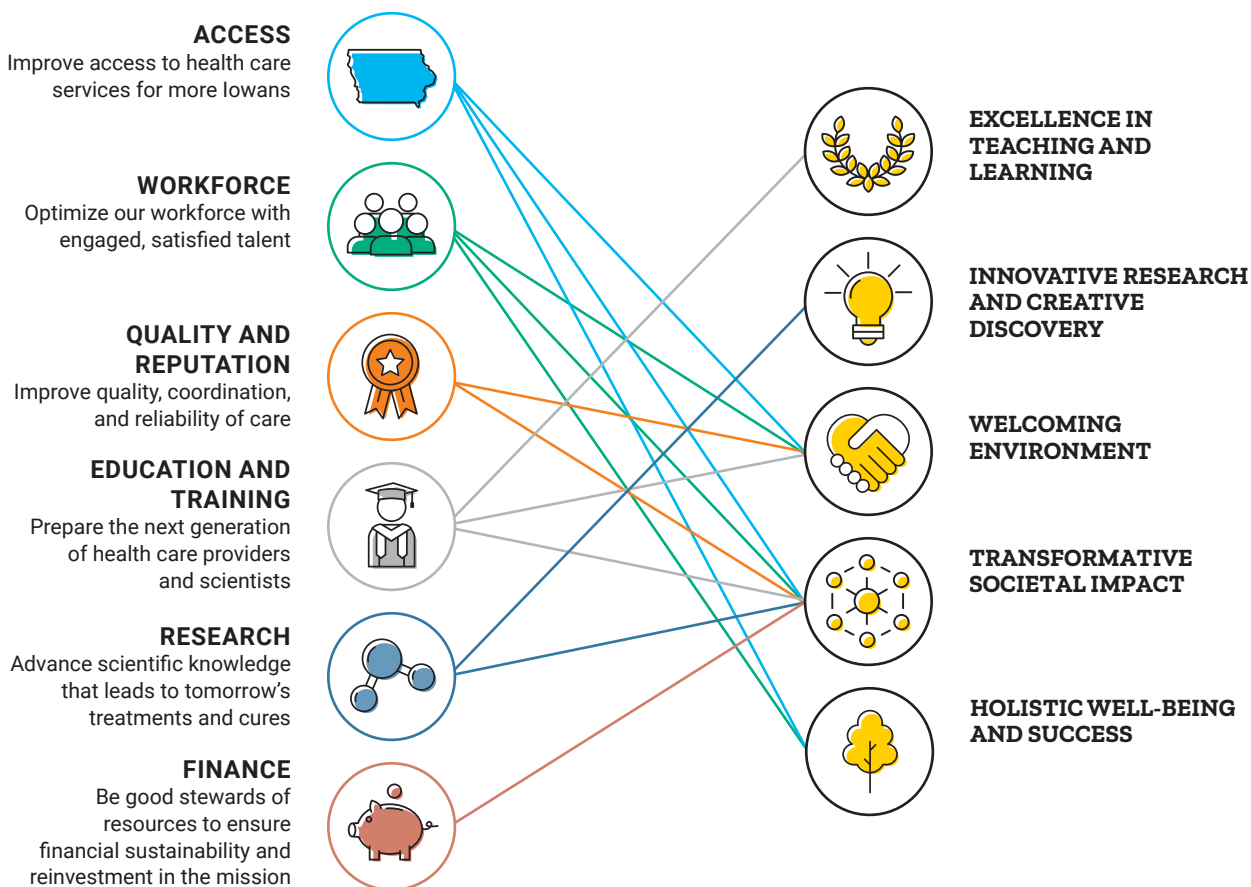 ACCESS
Improve access to health care
services for more Iowans
WORKFORCE
Optimize our workforce with
engaged, satisfied talent
QUALITY AND
REPUTATION
Improve quality, coordination,
and reliability of care
EDUCATION AND
TRAINING
Prepare the next generation
of health care providers
and scientists
RESEARCH
Advance scientific knowledge
that leads to tomorrow’s
treatments and cures
FINANCE
Be good stewards of
resources to ensure
financial sustainability and
reinvestment in the mission
EXCELLENCE IN
TEACHING AND
LEARNING
INNOVATIVE RESEARCH
AND CREATIVE
DISCOVERY
WELCOMING
ENVIRONMENT
TRANSFORMATIVE
SOCIETAL IMPACT
HOLISTIC WELL-BEING
AND SUCCESS